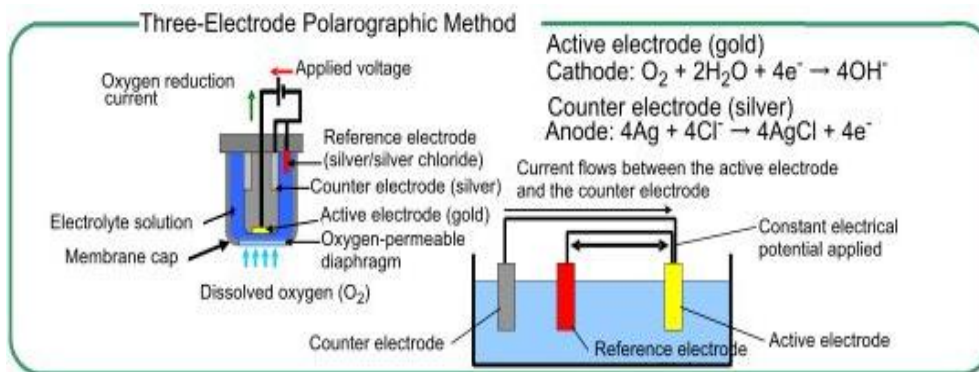 Three-Electrode Polarographic Method
Applied voltage
Oxygen reduction
current
Reference electrode
(silver/silver chloride)
Counter electrode (silver)
Active electrode (gold)
Electrolyte solution
Oxygen-permeable
diaphragm
Membrane cap
Dissolved oxygen (O₂)
Active electrode (gold)
Cathode: O₂ + 2H₂O + 4e⁻ → 4OH⁻
Counter electrode (silver)
Anode: 4Ag + 4Cl⁻ → 4AgCl + 4e⁻
Current flows between the active electrode
and the counter electrode
Constant electrical
potential applied
Counter electrode
Reference electrode
Active electrode